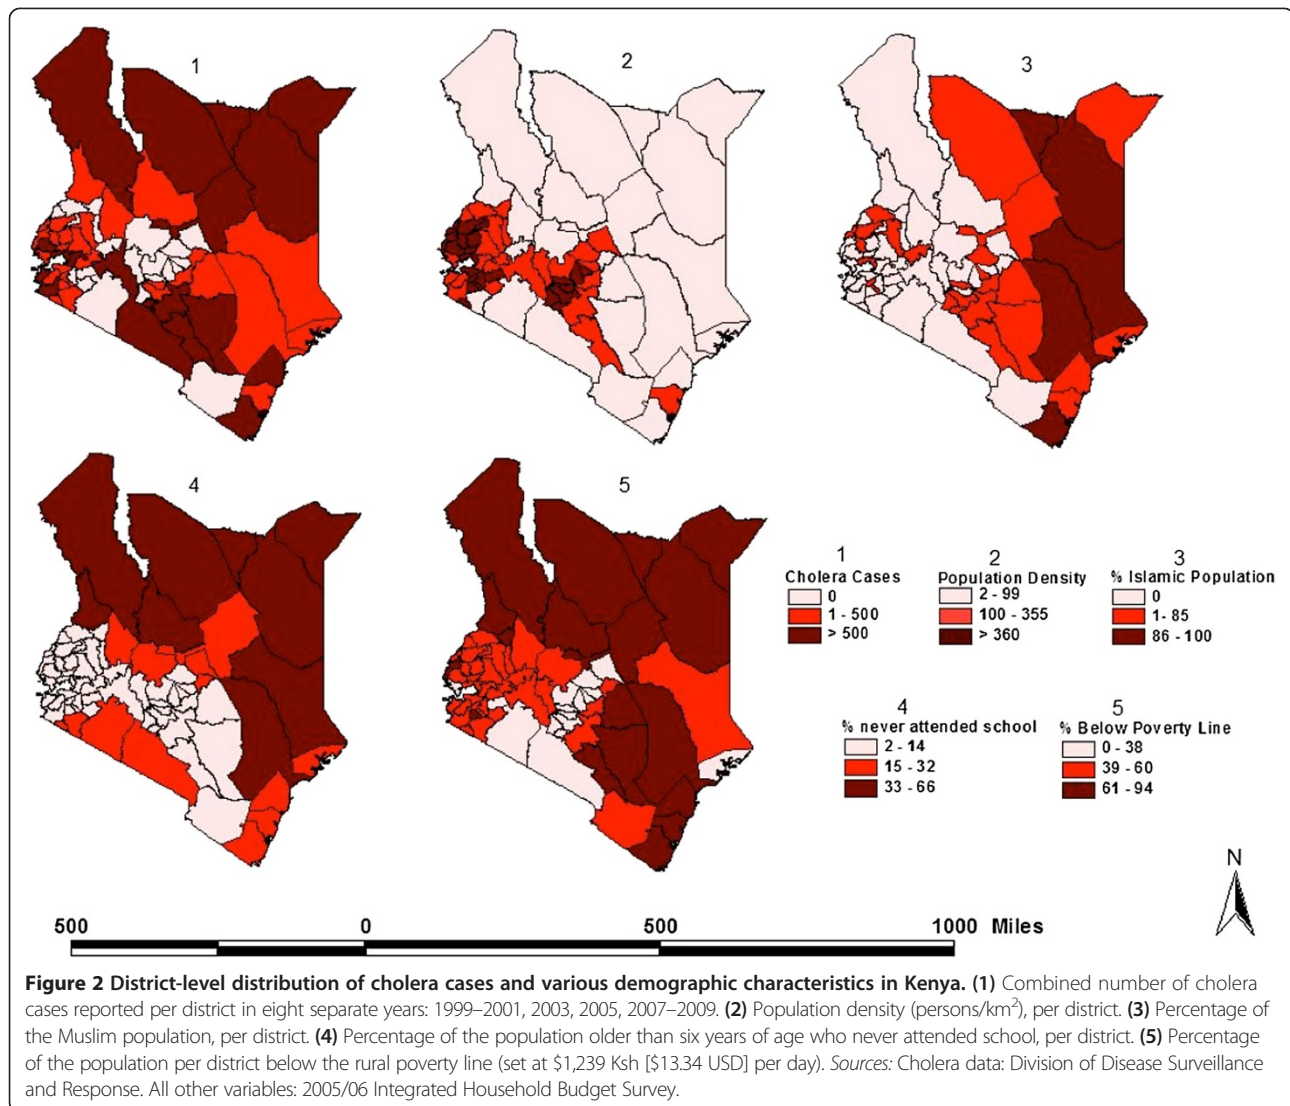 1
2
3
4
5
1
Cholera Cases
0
1 - 500
> 500
2
Population Density
2 - 99
100 - 355
> 360
3
% Islamic Population
0
1- 85
86 - 100
4
% never attended school
2 - 14
15 - 32
33 - 66
5
% Below Poverty Line
0 - 38
39 - 60
61 - 94
N
500 0 500 1000 Miles
Figure 2 District-level distribution of cholera cases and various demographic characteristics in Kenya. (1) Combined number of cholera
cases reported per district in eight separate years: 1999–2001, 2003, 2005, 2007–2009. (2) Population density (persons/km²), per district. (3) Percentage of
the Muslim population, per district. (4) Percentage of the population older than six years of age who never attended school, per district. (5) Percentage
of the population per district below the rural poverty line (set at $1,239 Ksh [$13.34 USD] per day). Sources: Cholera data: Division of Disease Surveillance
and Response. All other variables: 2005/06 Integrated Household Budget Survey.